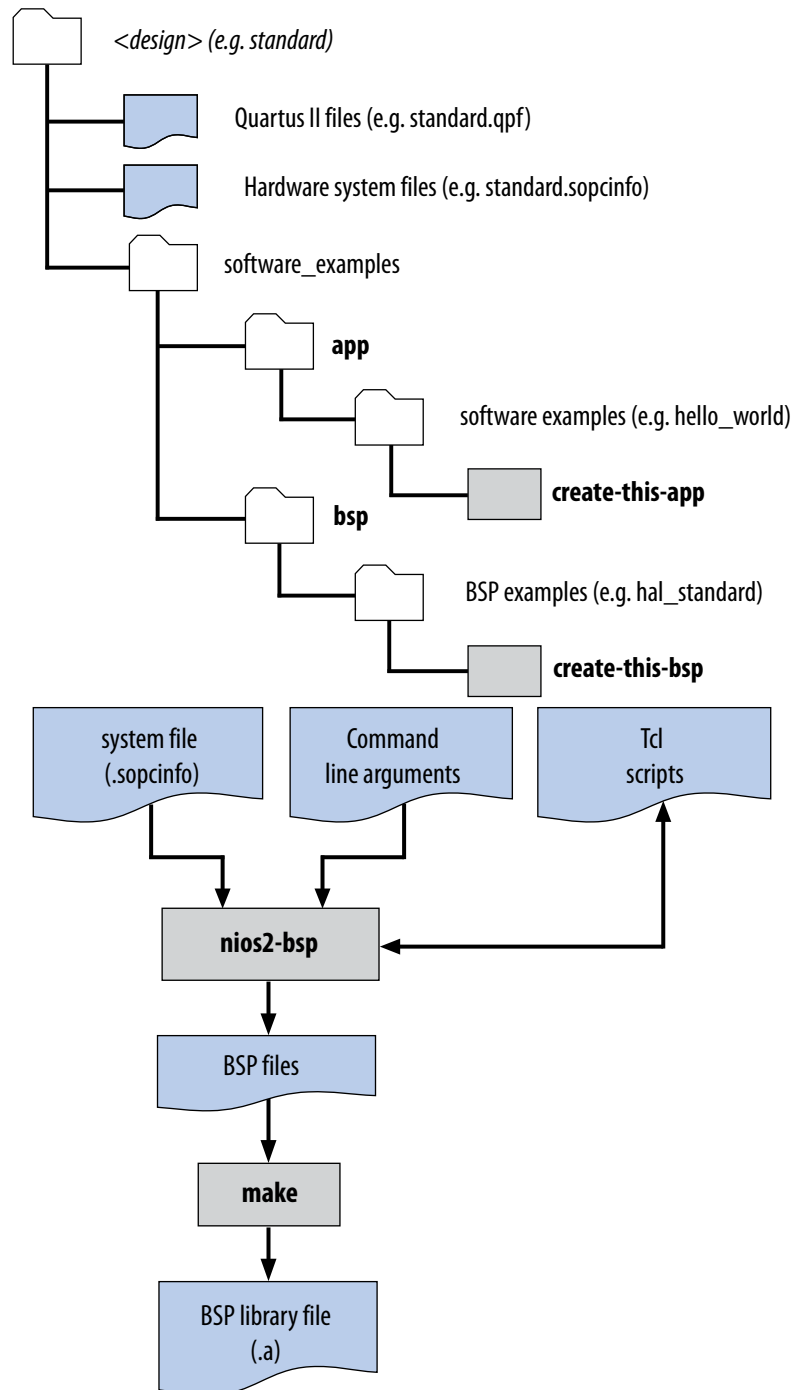 <design> (e.g. standard)
Quartus II files (e.g. standard.qpf)
Hardware system files (e.g. standard.sopcinfo)
software_examples
app
software examples (e.g. hello_world)
create-this-app
bsp
BSP examples (e.g. hal_standard)
create-this-bsp
system file
(.sopcinfo)
Command
line arguments
Tcl
scripts
nios2-bsp
BSP files
make
BSP library file
(.a)